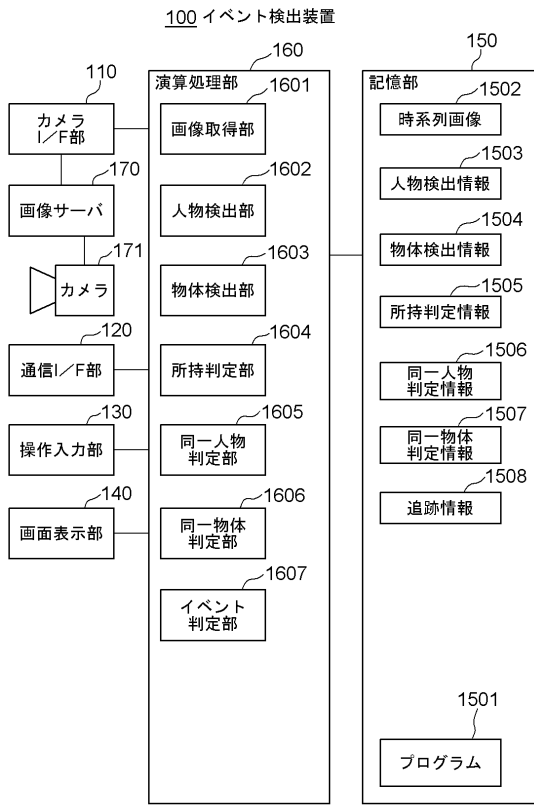 100 イベント検出装置
110
カメラ
I／F部
170
画像サーバ
171
カメラ
120
通信I／F部
130
操作入力部
140
画面表示部
160
演算処理部
1601
画像取得部
1602
人物検出部
1603
物体検出部
1604
所持判定部
1605
同一人物
判定部
1606
同一物体
判定部
1607
イベント
判定部
150
記憶部
1502
時系列画像
1503
人物検出情報
1504
物体検出情報
1505
所持判定情報
1506
同一人物
判定情報
1507
同一物体
判定情報
1508
追跡情報
1501
プログラム